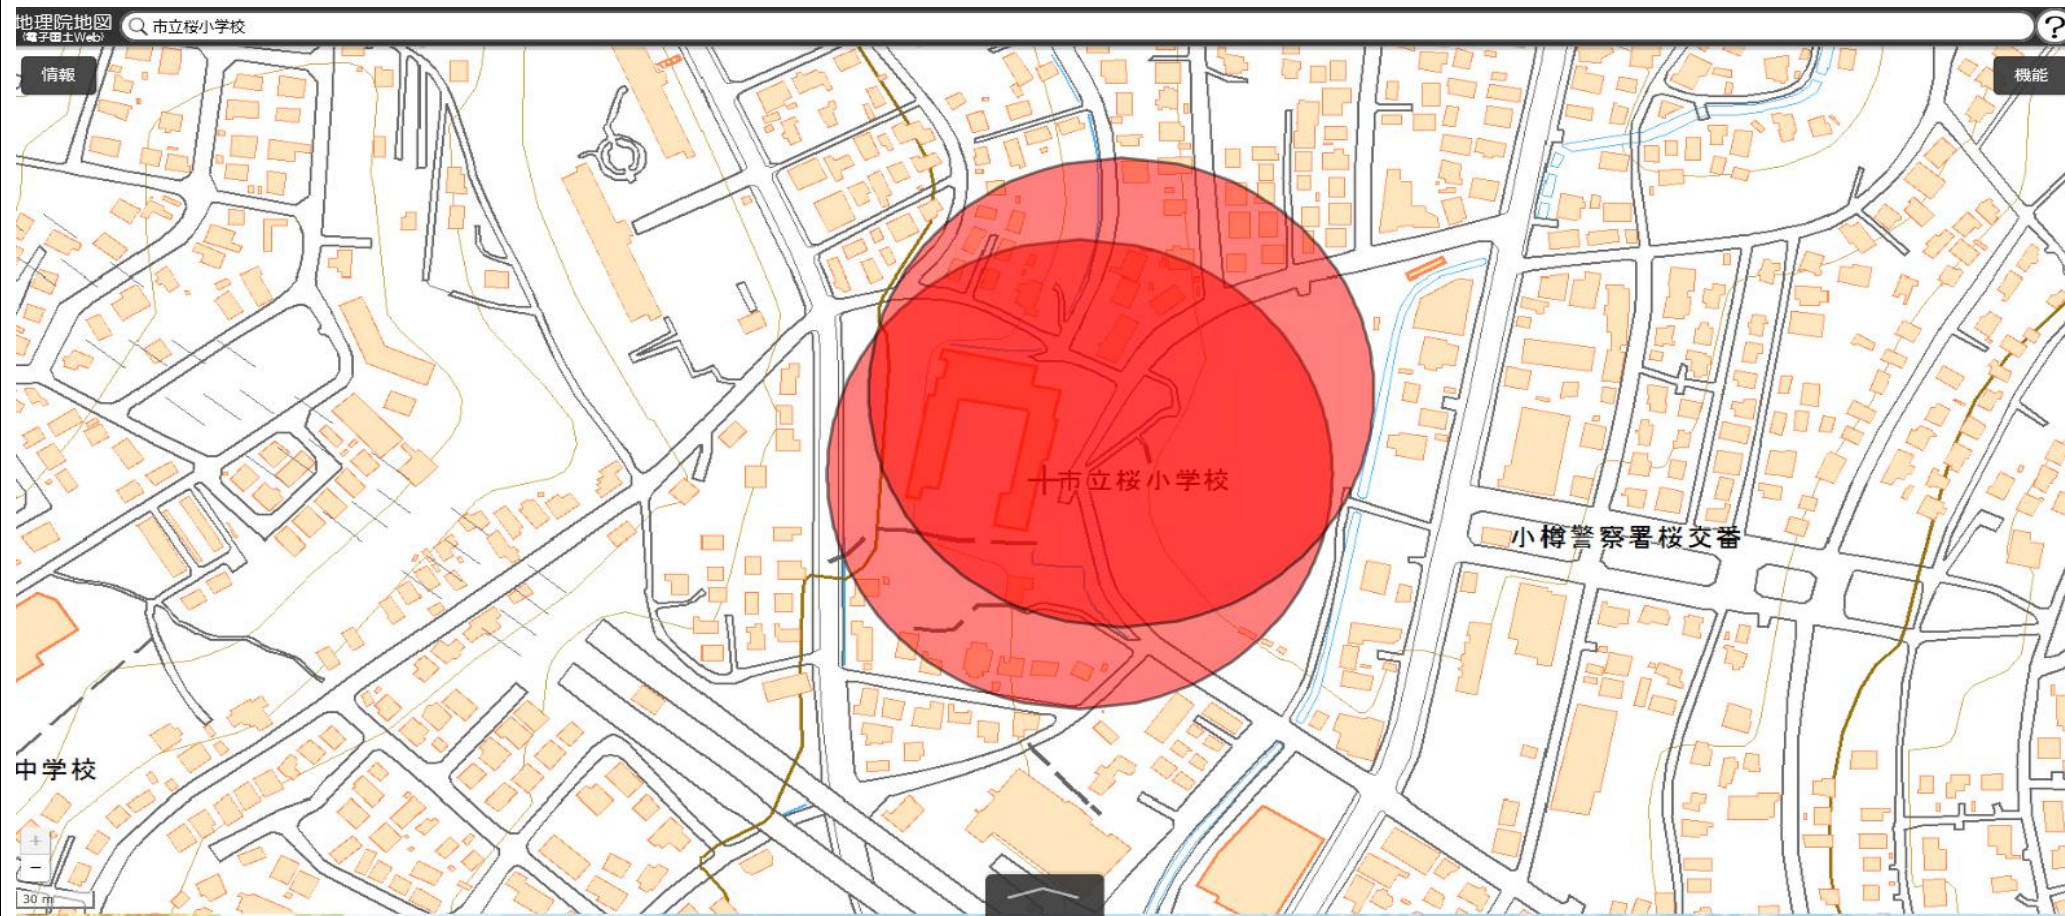 地理院地図
(電子国土Web)
市立桜小学校
?
情報
機能
市立桜小学校
小樽警察署桜交番
中学校
+
−
30 m